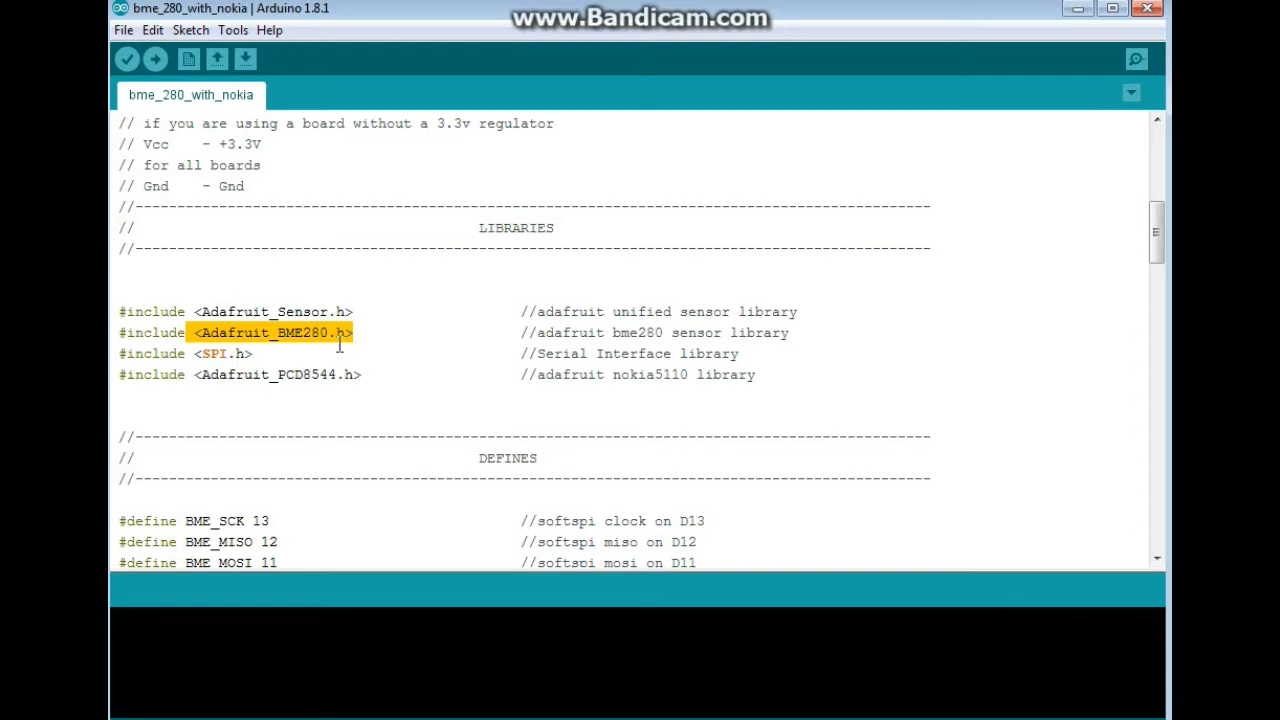 bme_280_with_nokia | Arduino 1.8.1
www.Bandicam.com
File Edit Sketch Tools Help
bme_280_with_nokia
// if you are using a board without a 3.3v regulator
// Vcc    - +3.3V
// for all boards
// Gnd    - Gnd
//-----------------------------------------------------------------------------------------------
//                                         LIBRARIES
//-----------------------------------------------------------------------------------------------
#include <Adafruit_Sensor.h>                    //adafruit unified sensor library
#include <Adafruit_BME280.h>                    //adafruit bme280 sensor library
#include <SPI.h>                                //Serial Interface library
#include <Adafruit_PCD8544.h>                   //adafruit nokia5110 library
//-----------------------------------------------------------------------------------------------
//                                         DEFINES
//-----------------------------------------------------------------------------------------------
#define BME_SCK 13                              //softspi clock on D13
#define BME_MISO 12                             //softspi miso on D12
#define BME_MOSI 11                             //softspi mosi on D11